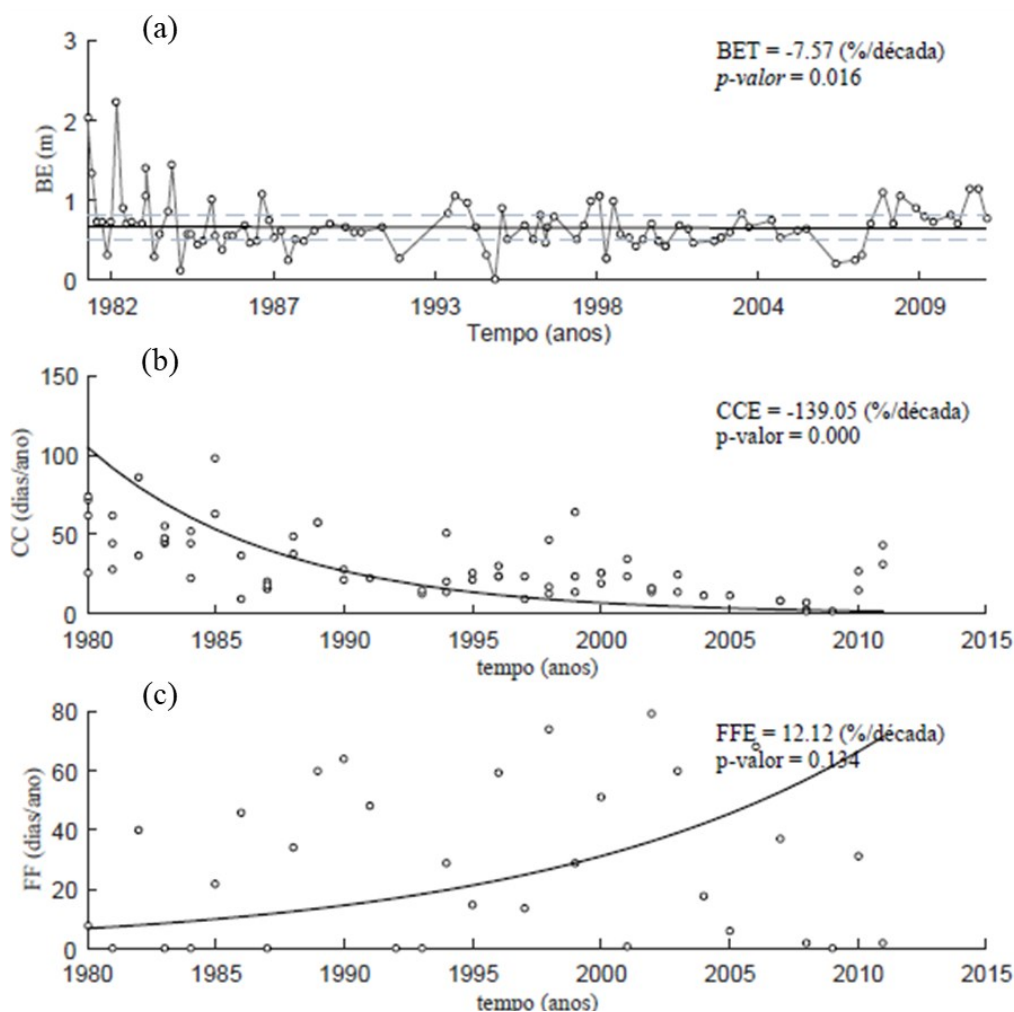 (a)
3
2
1
0
BE (m)
BET = -7.57 (%/década)
p-valor = 0.016
1982 1987 1993 1998 2004 2009
Tempo (anos)
(b)
150
100
50
0
CC (dias/ano)
CCE = -139.05 (%/década)
p-valor = 0.000
1980 1985 1990 1995 2000 2005 2010 2015
tempo (anos)
(c)
80
60
40
20
0
FF (dias/ano)
FFE = 12.12 (%/década)
p-valor = 0.134
1980 1985 1990 1995 2000 2005 2010 2015
tempo (anos)